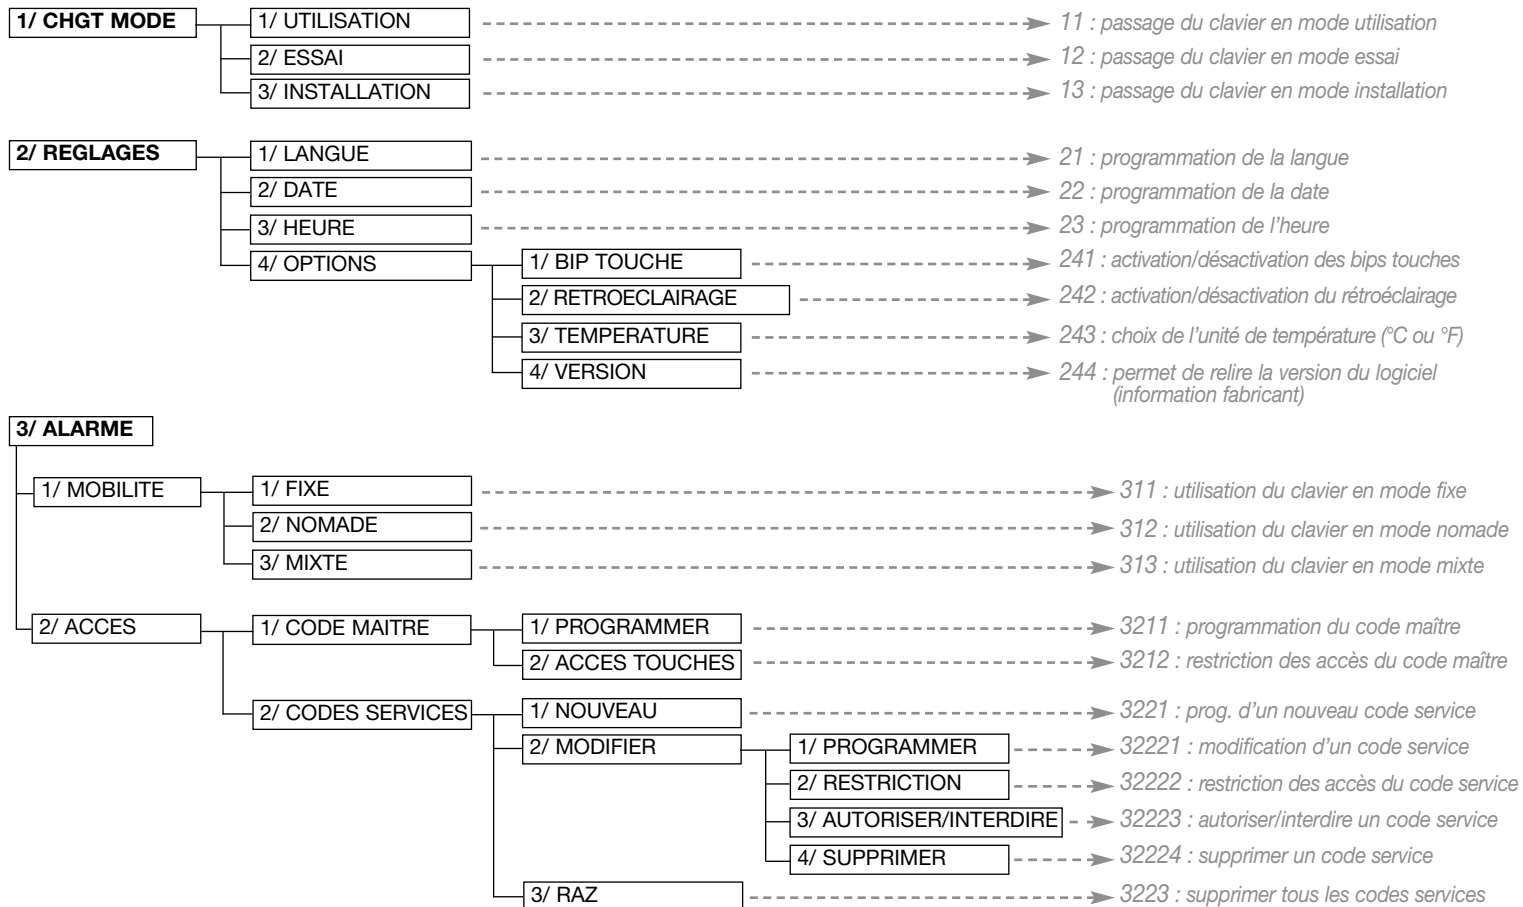 1/ CHGT MODE
1/ UTILISATION
11 : passage du clavier en mode utilisation
2/ ESSAI
12 : passage du clavier en mode essai
3/ INSTALLATION
13 : passage du clavier en mode installation
2/ REGLAGES
1/ LANGUE
21 : programmation de la langue
2/ DATE
22 : programmation de la date
3/ HEURE
23 : programmation de l'heure
4/ OPTIONS
1/ BIP TOUCHE
241 : activation/désactivation des bips touches
2/ RETROECLAIRAGE
242 : activation/désactivation du rétroéclairage
3/ TEMPERATURE
243 : choix de l'unité de température (°C ou °F)
4/ VERSION
244 : permet de relire la version du logiciel
(information fabricant)
3/ ALARME
1/ MOBILITE
1/ FIXE
311 : utilisation du clavier en mode fixe
2/ NOMADE
312 : utilisation du clavier en mode nomade
3/ MIXTE
313 : utilisation du clavier en mode mixte
2/ ACCES
1/ CODE MAITRE
1/ PROGRAMMER
3211 : programmation du code maître
2/ ACCES TOUCHES
3212 : restriction des accès du code maître
2/ CODES SERVICES
1/ NOUVEAU
3221 : prog. d'un nouveau code service
2/ MODIFIER
1/ PROGRAMMER
32221 : modification d'un code service
2/ RESTRICTION
32222 : restriction des accès du code service
3/ AUTORISER/INTERDIRE
32223 : autoriser/interdire un code service
4/ SUPPRIMER
32224 : supprimer un code service
3/ RAZ
3223 : supprimer tous les codes services